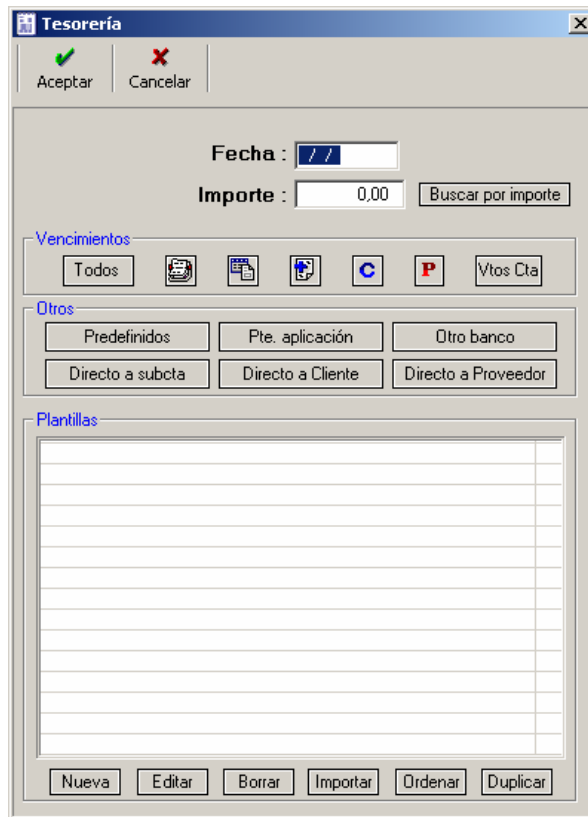 Tesorería
Aceptar Cancelar
Fecha : / /
Importe : 0,00 Buscar por importe
Vencimientos
Todos C P Vtos Cta
Otros
Predefinidos Pte. aplicación Otro banco
Directo a subcta Directo a Cliente Directo a Proveedor
Plantillas
Nueva Editar Borrar Importar Ordenar Duplicar